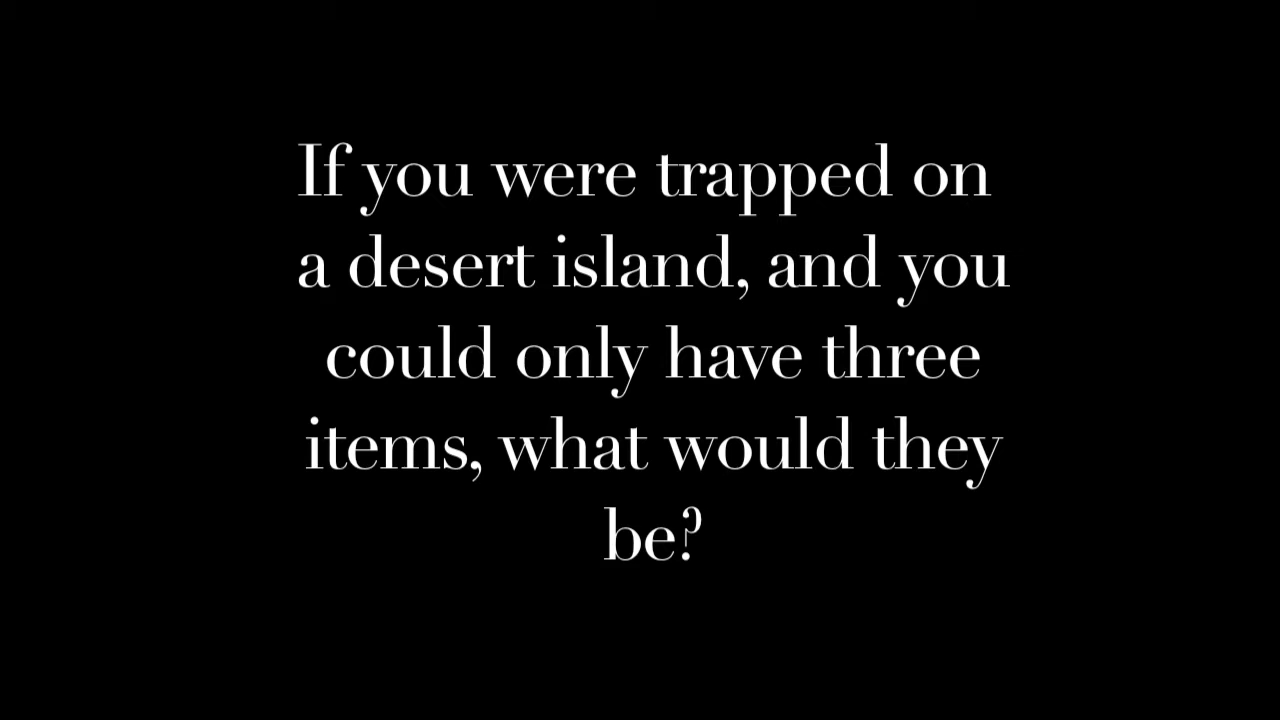 If you were trapped on
a desert island, and you
could only have three
items, what would they
be?